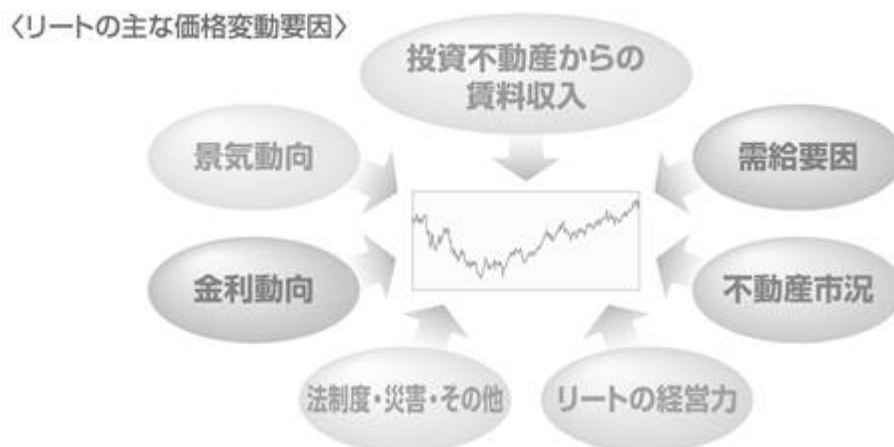 〈リートの主な価格変動要因〉
投資不動産からの
賃料収入
景気動向
需給要因
金利動向
不動産市況
法制度・災害・その他
リートの経営力